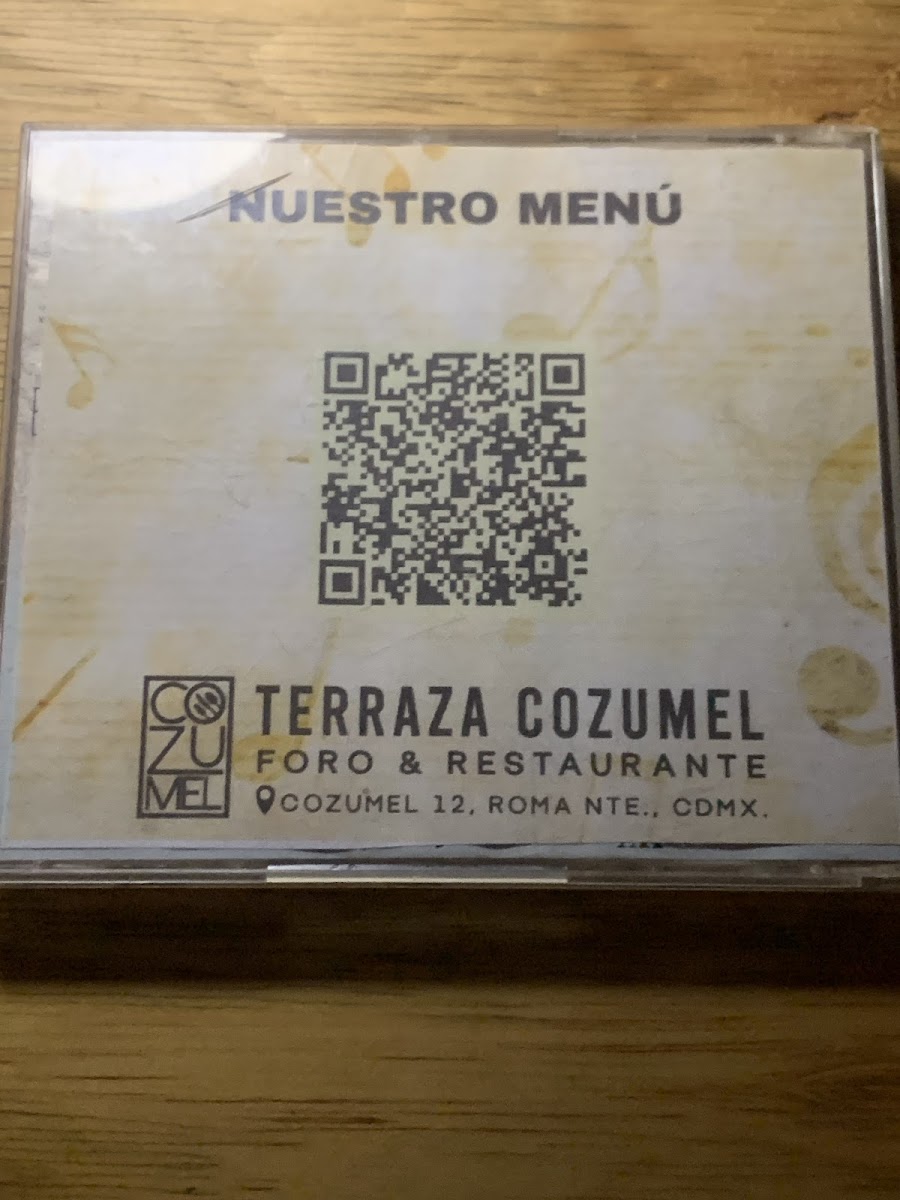 NUESTRO MENÚ
CO
ZU
MEL
TERRAZA COZUMEL
FORO & RESTAURANTE
COZUMEL 12, ROMA NTE., CDMX.